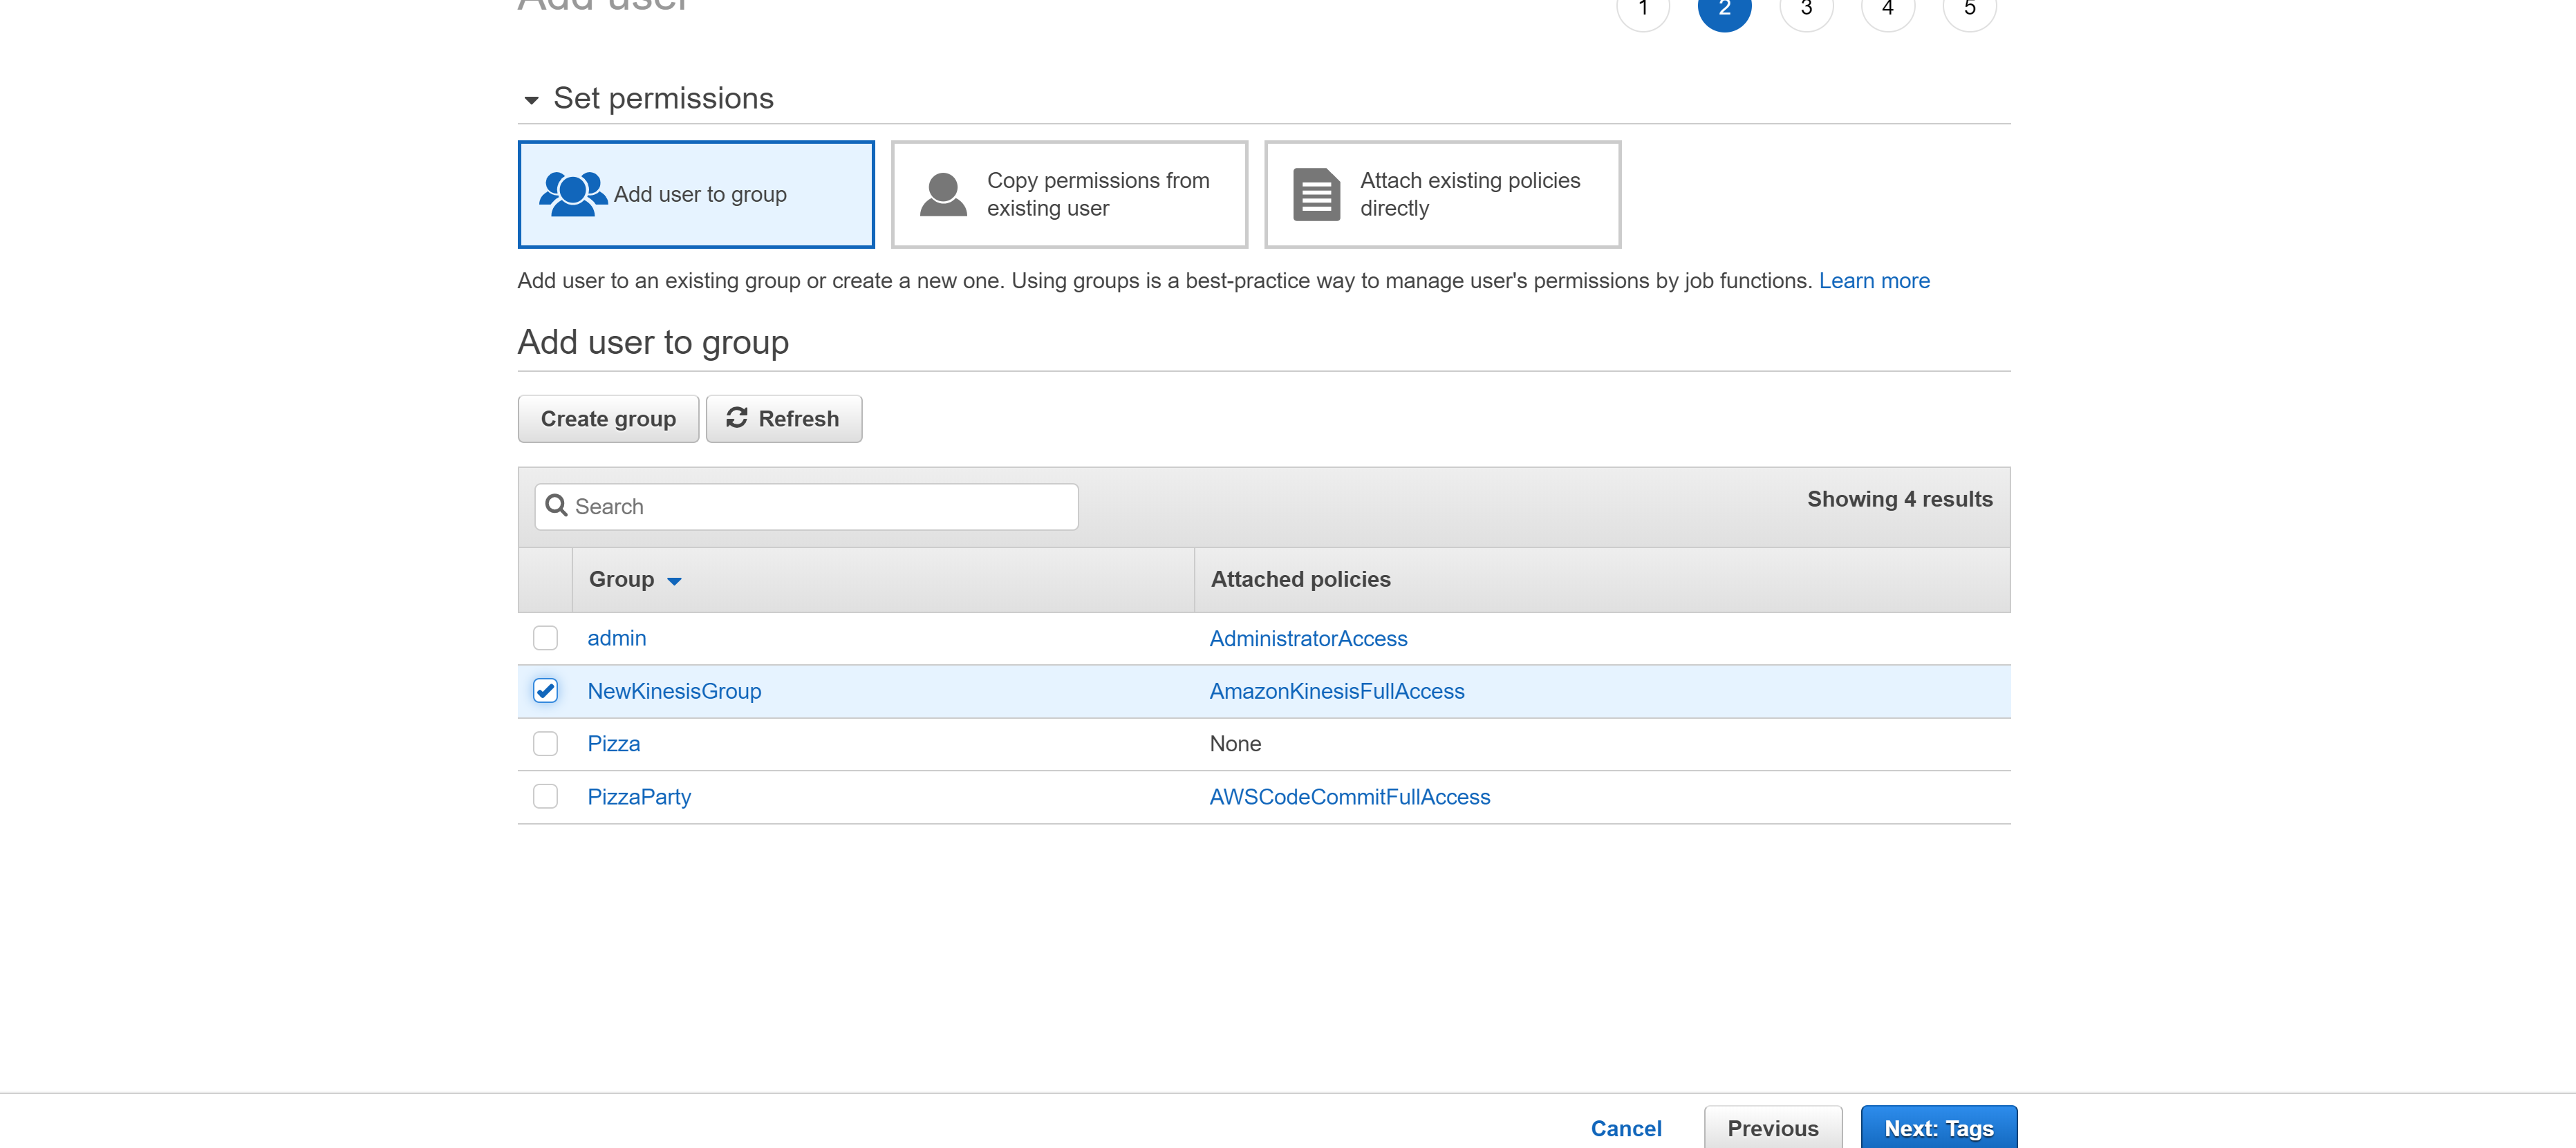 Add user
1 2 3 4 5
Set permissions
Add user to group
Copy permissions from
existing user
Attach existing policies
directly
Add user to an existing group or create a new one. Using groups is a best-practice way to manage user's permissions by job functions. Learn more
Add user to group
Create group Refresh
Search
Showing 4 results
Group Attached policies
admin AdministratorAccess
NewKinesisGroup AmazonKinesisFullAccess
Pizza None
PizzaParty AWSCodeCommitFullAccess
Cancel Previous Next: Tags